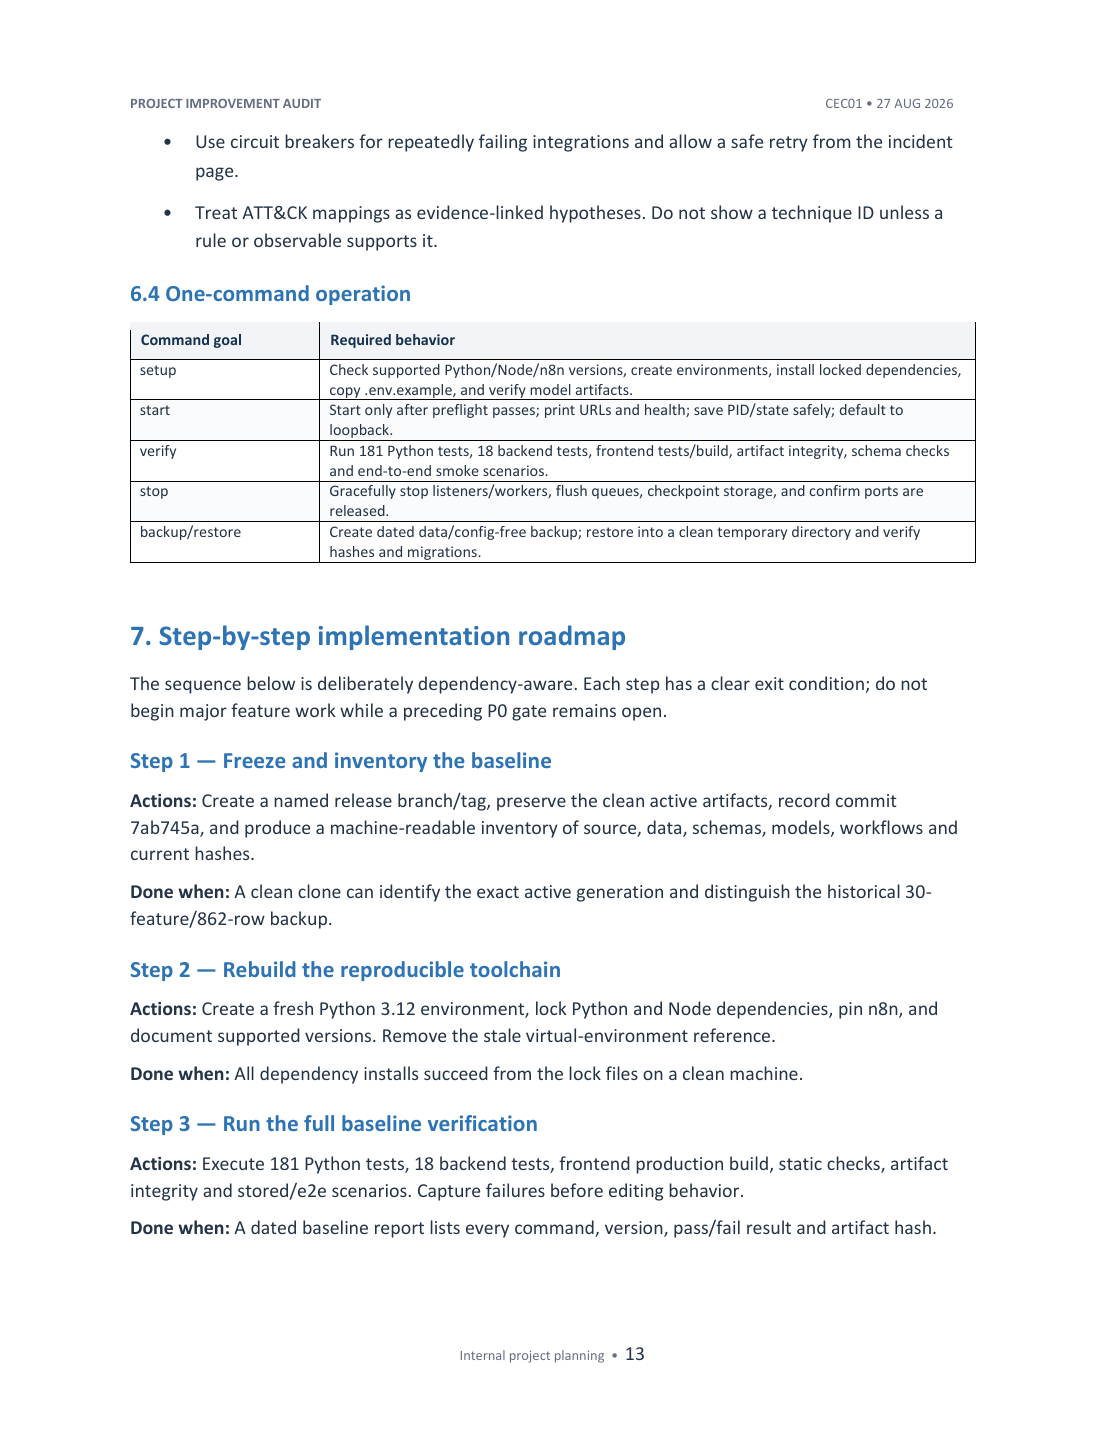 PROJECT IMPROVEMENT AUDIT
CEC01 • 27 AUG 2026
• Use circuit breakers for repeatedly failing integrations and allow a safe retry from the incident
page.
• Treat ATT&CK mappings as evidence-linked hypotheses. Do not show a technique ID unless a
rule or observable supports it.
6.4 One-command operation
Command goal
Required behavior
setup
Check supported Python/Node/n8n versions, create environments, install locked dependencies,
copy .env.example, and verify model artifacts.
start
Start only after preflight passes; print URLs and health; save PID/state safely; default to
loopback.
verify
Run 181 Python tests, 18 backend tests, frontend tests/build, artifact integrity, schema checks
and end-to-end smoke scenarios.
stop
Gracefully stop listeners/workers, flush queues, checkpoint storage, and confirm ports are
released.
backup/restore
Create dated data/config-free backup; restore into a clean temporary directory and verify
hashes and migrations.
7. Step-by-step implementation roadmap
The sequence below is deliberately dependency-aware. Each step has a clear exit condition; do not
begin major feature work while a preceding P0 gate remains open.
Step 1 — Freeze and inventory the baseline
Actions: Create a named release branch/tag, preserve the clean active artifacts, record commit
7ab745a, and produce a machine-readable inventory of source, data, schemas, models, workflows and
current hashes.
Done when: A clean clone can identify the exact active generation and distinguish the historical 30-
feature/862-row backup.
Step 2 — Rebuild the reproducible toolchain
Actions: Create a fresh Python 3.12 environment, lock Python and Node dependencies, pin n8n, and
document supported versions. Remove the stale virtual-environment reference.
Done when: All dependency installs succeed from the lock files on a clean machine.
Step 3 — Run the full baseline verification
Actions: Execute 181 Python tests, 18 backend tests, frontend production build, static checks, artifact
integrity and stored/e2e scenarios. Capture failures before editing behavior.
Done when: A dated baseline report lists every command, version, pass/fail result and artifact hash.
Internal project planning • 13